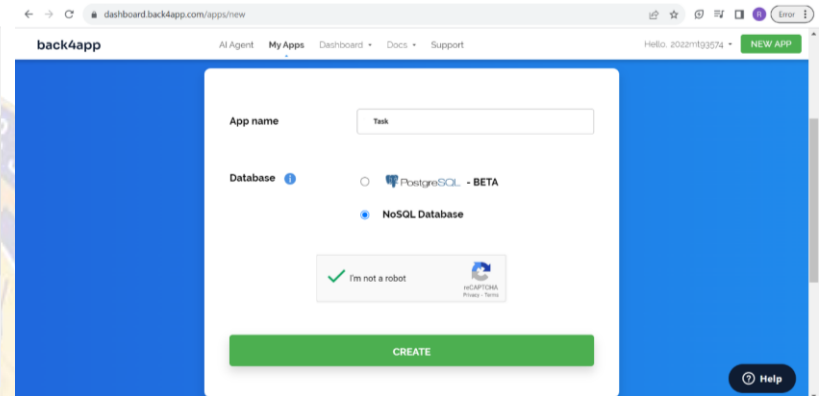 dashboard.back4app.com/apps/new
R
Error
back4app
AI Agent My Apps Dashboard Docs Support
Hello, 2022mt93574
NEW APP
App name
Task
Database i
PostgreSQL - BETA
NoSQL Database
I'm not a robot
reCAPTCHA
Privacy - Terms
CREATE
? Help